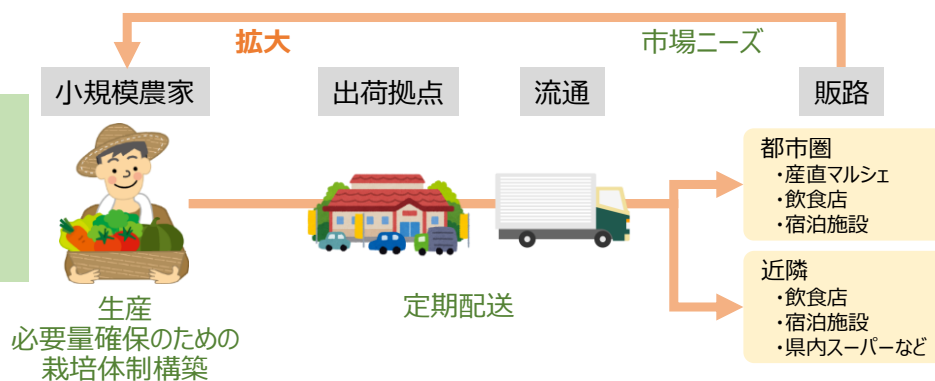 拡大
市場ニーズ
小規模農家
出荷拠点
流通
販路
都市圏
・産直マルシェ
・飲食店
・宿泊施設
近隣
・飲食店
・宿泊施設
・県内スーパーなど
生産
必要量確保のための
栽培体制構築
定期配送